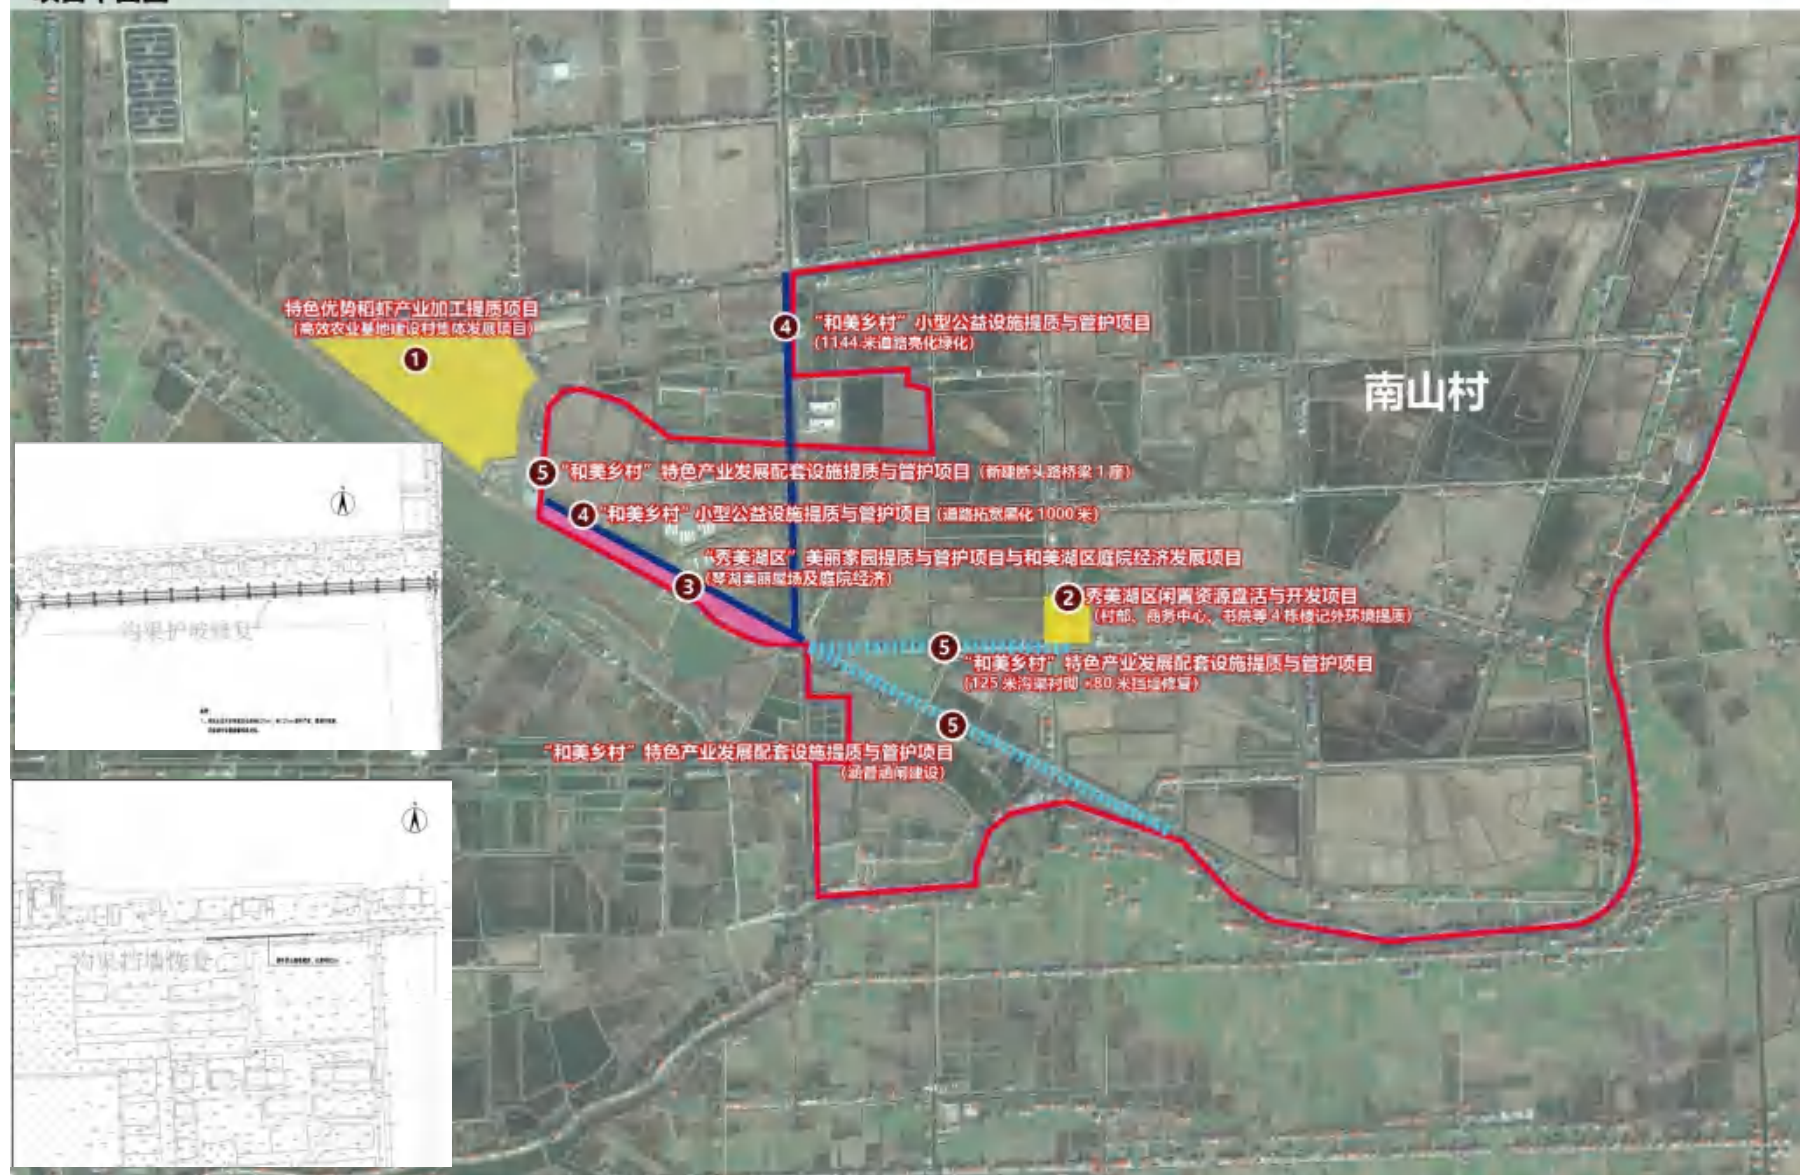 特色优势稻虾产业加工提质项目
（高效农业基地建设村集体发展项目）
1
4
“和美乡村”小型公益设施提质与管护项目
（1144米道路亮化绿化）
南山村
5
“和美乡村”特色产业发展配套设施提质与管护项目（新建断头路桥梁1座）
4
“和美乡村”小型公益设施提质与管护项目（道路拓宽黑化1000米）
“秀美湖区”美丽家园提质与管护项目与和美湖区庭院经济发展项目
（琴湖美丽屋场及庭院经济）
3
2
秀美湖区闲置资源盘活与开发项目
（村部、商务中心、书院等4栋楼记外环境提质）
5
“和美乡村”特色产业发展配套设施提质与管护项目
（125米沟渠衬砌+80米挡墙修复）
5
“和美乡村”特色产业发展配套设施提质与管护项目
（涵管涵闸建设）
沟渠护坡修复
沟渠挡墙恢复